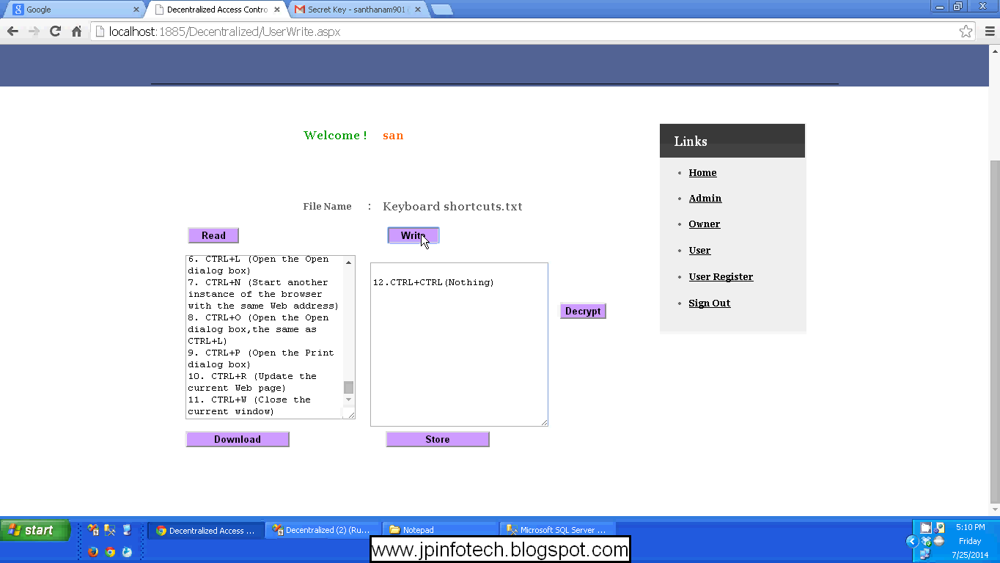 Google
Decentralized Access Contro
Secret Key - santhanam901
localhost:1885/Decentralized/UserWrite.aspx
Welcome ! san
Links
Home
Admin
Owner
User
User Register
Sign Out
File Name : Keyboard shortcuts.txt
Read
Write
6. CTRL+L (Open the Open
dialog box)
7. CTRL+N (Start another
instance of the browser
with the same Web address)
8. CTRL+O (Open the Open
dialog box,the same as
CTRL+L)
9. CTRL+P (Open the Print
dialog box)
10. CTRL+R (Update the
current Web page)
11. CTRL+W (Close the
current window)
12.CTRL+CTRL(Nothing)
Decrypt
Download
Store
start
Decentralized Access ...
Decentralized (2) (Ru...
Notepad
Microsoft SQL Server ...
5:10 PM
Friday
7/25/2014
www.jpinfotech.blogspot.com